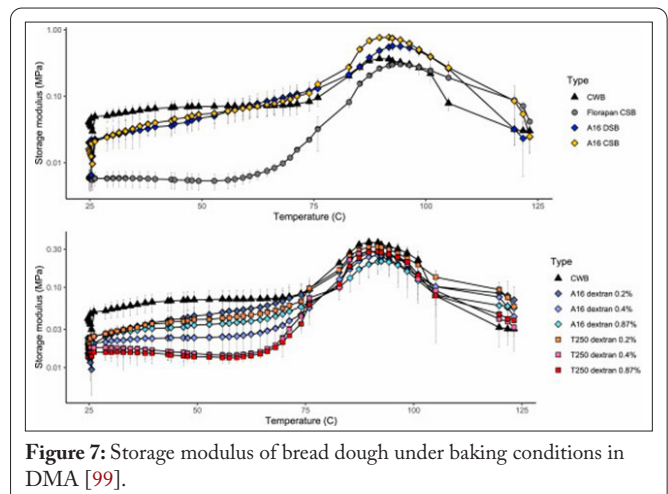 1.00
0.10
0.01
Storage modulus (MPa)
25 50 75 100 125
Temperature (C)
Type
CWB
Florapan CSB
A16 DSB
A16 CSB
0.30
0.10
0.03
0.01
Storage modulus (MPa)
25 50 75 100 125
Temperature (C)
Type
CWB
A16 dextran 0.2%
A16 dextran 0.4%
A16 dextran 0.87%
T250 dextran 0.2%
T250 dextran 0.4%
T250 dextran 0.87%
Figure 7: Storage modulus of bread dough under baking conditions in
DMA [99].